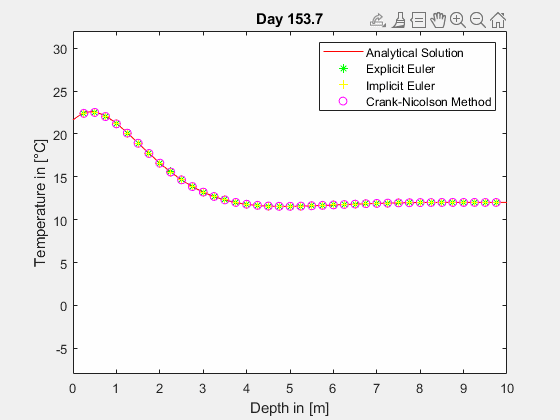 Day 153.7
Analytical Solution
Explicit Euler
Implicit Euler
Crank-Nicolson Method
30
25
20
15
10
5
0
-5
Temperature in [°C]
0 1 2 3 4 5 6 7 8 9 10
Depth in [m]